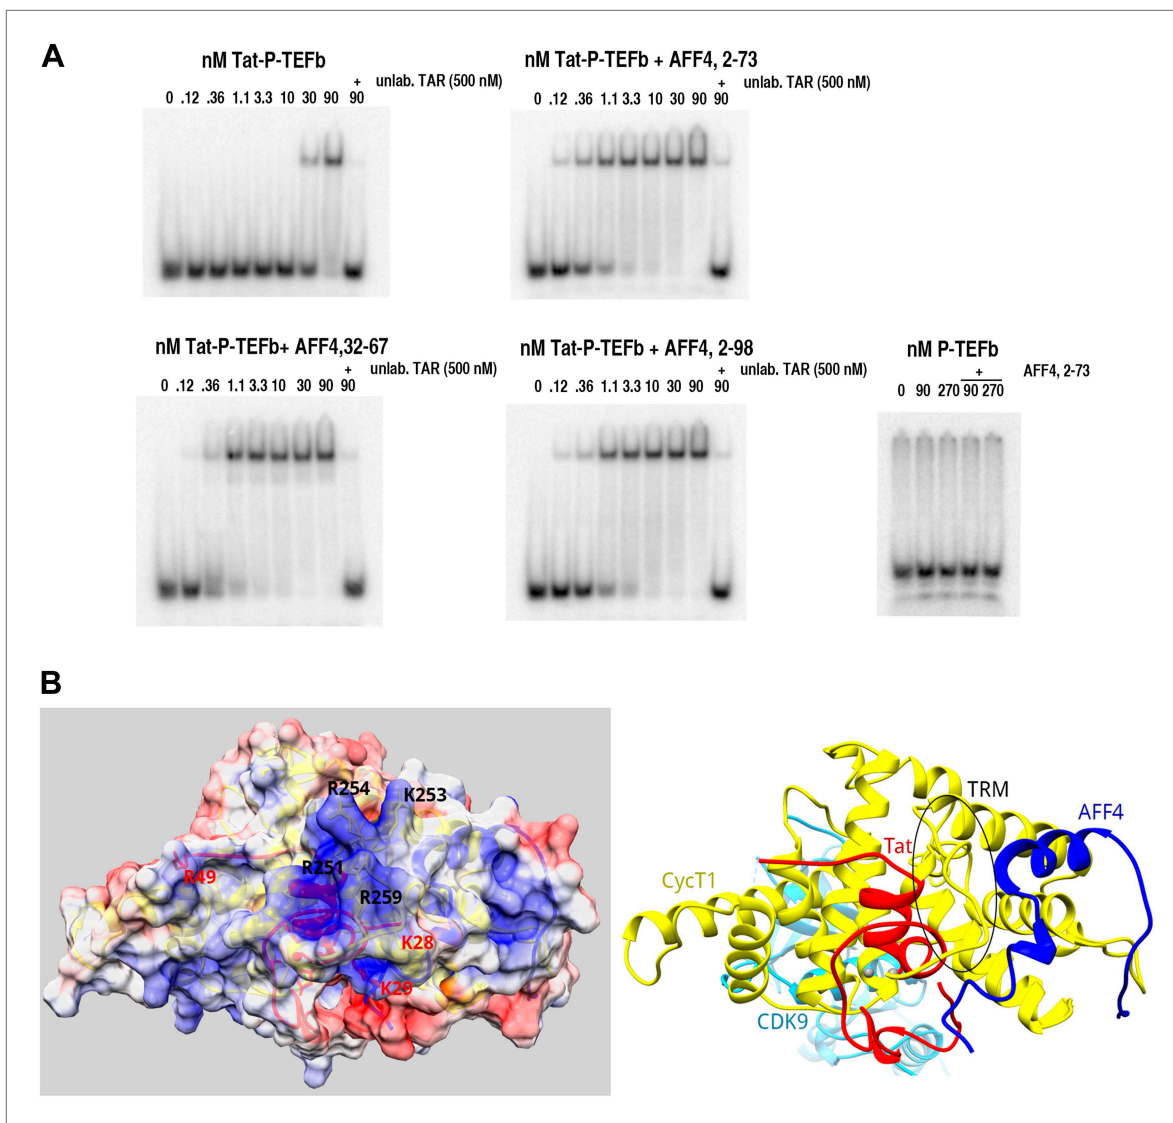 A
nM Tat-P-TEFb
+ unlab. TAR (500 nM)
0 .12 .36 1.1 3.3 10 30 90 90
nM Tat-P-TEFb + AFF4, 2-73
+ unlab. TAR (500 nM)
0 .12 .36 1.1 3.3 10 30 90 90
nM Tat-P-TEFb+ AFF4,32-67
+ unlab. TAR (500 nM)
0 .12 .36 1.1 3.3 10 30 90 90
nM Tat-P-TEFb + AF4, 2-98
+ unlab. TAR (500 nM)
0 .12 .36 1.1 3.3 10 30 90 90
nM P-TEFb
+ AFF4, 2-73
0 90 270 90 270
B
R254
K253
R49
R251
R259
K28
K29
TRM
AFF4
Tat
CycT1
CDK9